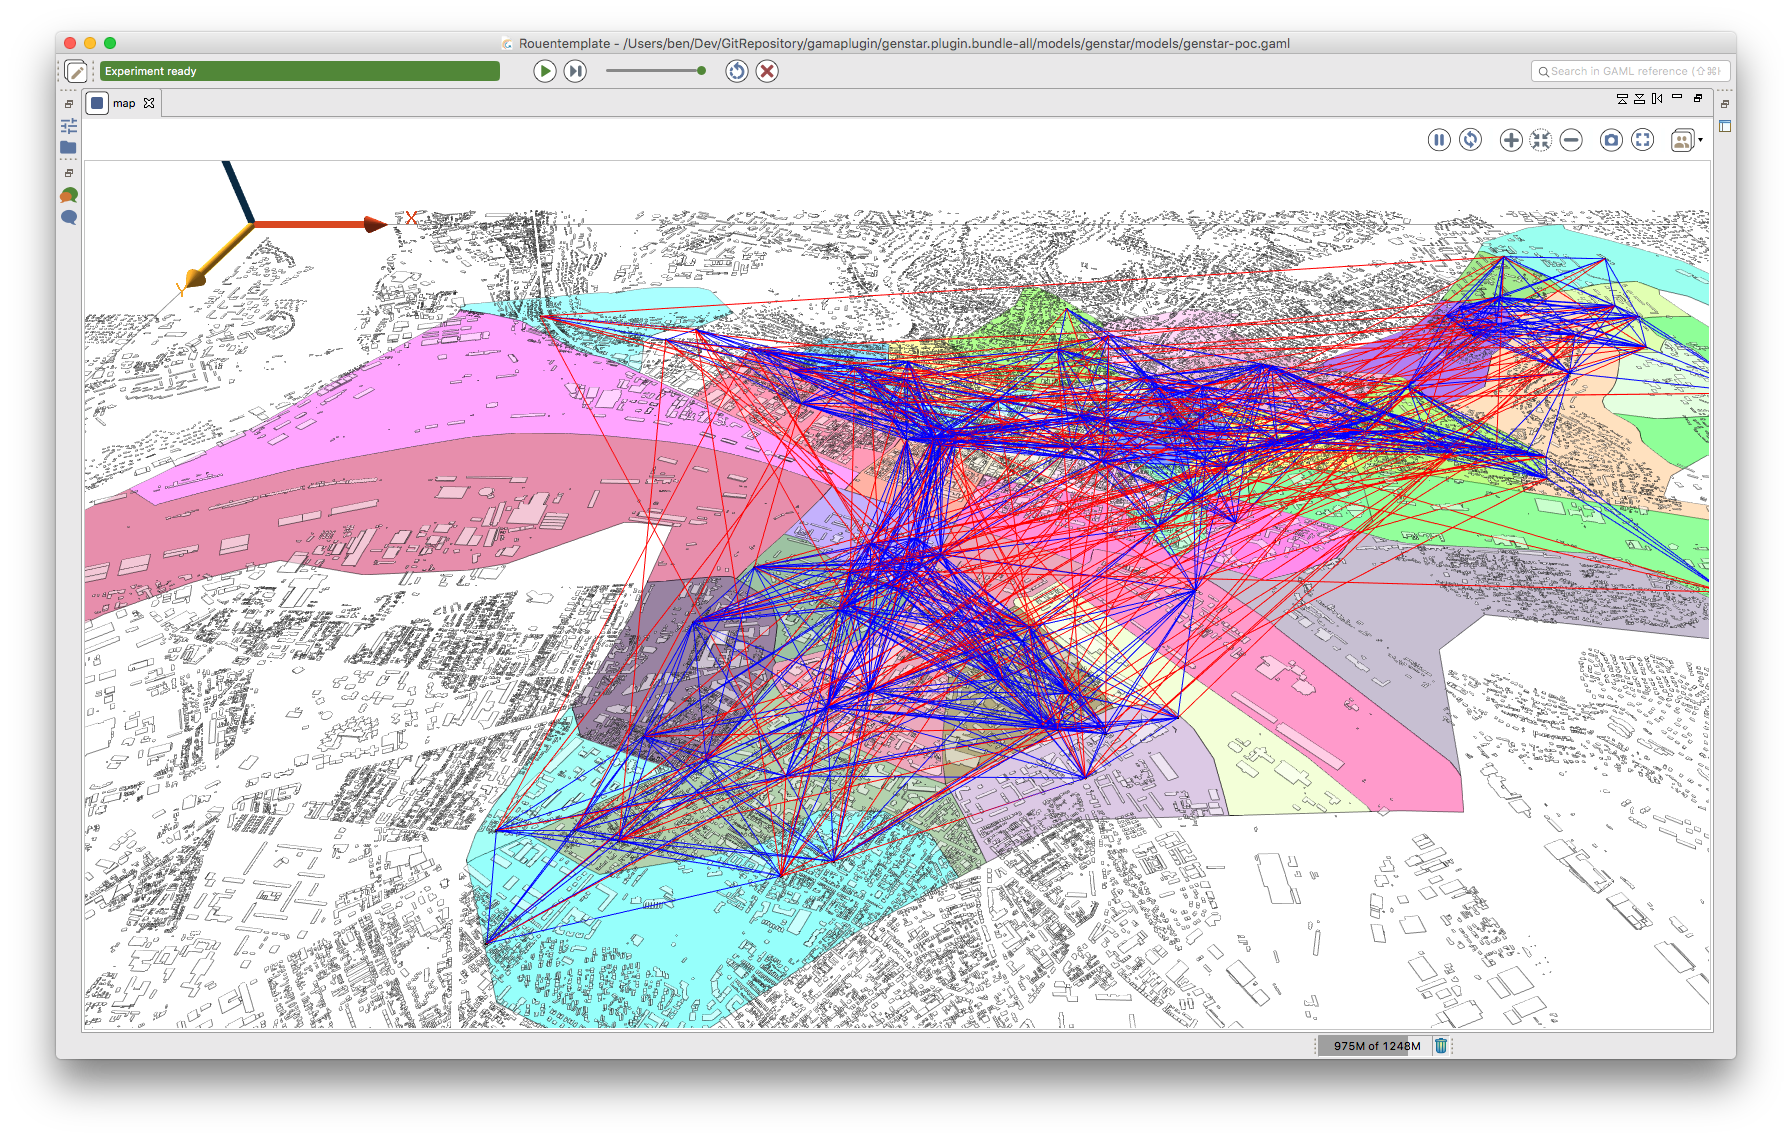 Rouentemplate - /Users/ben/Dev/GitRepository/gamaplugin/genstar.plugin.bundle-all/models/genstar/models/genstar-poc.gaml
Experiment ready
Search in GAML reference (⇧⌘H)
map
X
Y
975M of 1248M